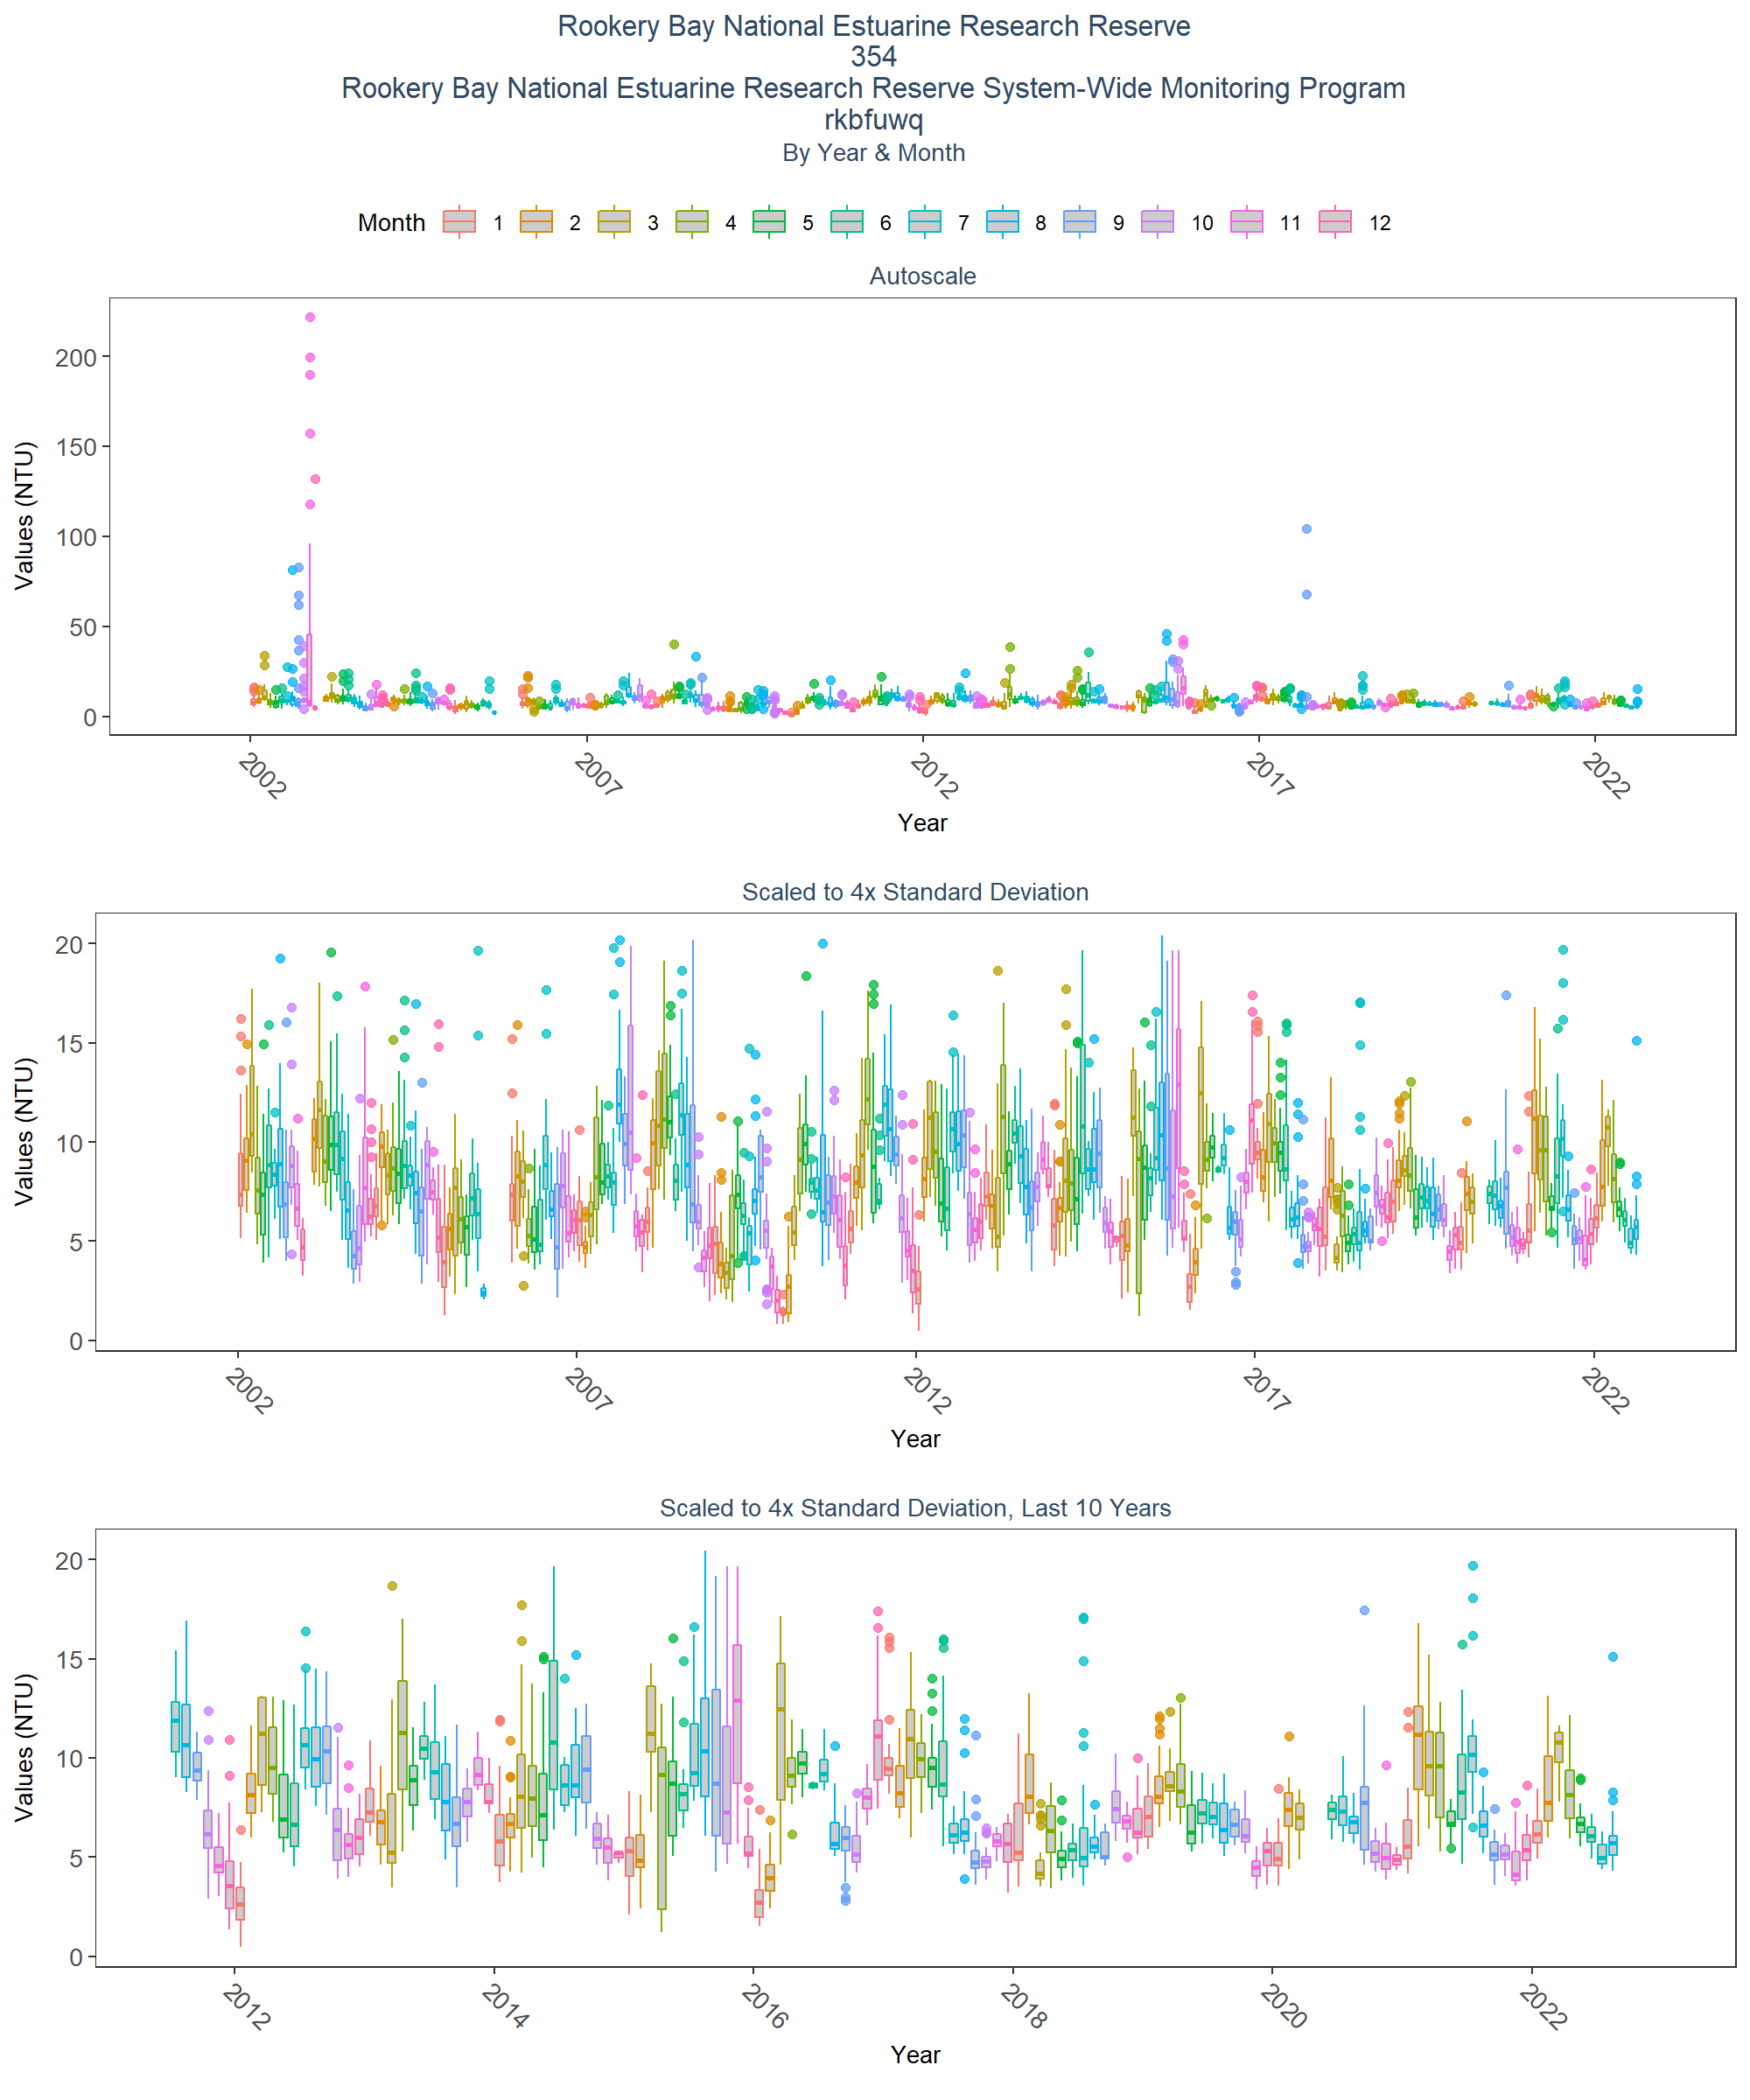 Rookery Bay National Estuarine Research Reserve
354
Rookery Bay National Estuarine Research Reserve System-Wide Monitoring Program
rkbfuwq
By Year & Month
Month 1 2 3 4 5 6 7 8 9 10 11 12
Autoscale
Values (NTU)
200
150
100
50
0
2002 2007 2012 2017 2022
Year
Scaled to 4x Standard Deviation
Values (NTU)
20
15
10
5
0
2002 2007 2012 2017 2022
Year
Scaled to 4x Standard Deviation, Last 10 Years
Values (NTU)
20
15
10
5
0
2012 2014 2016 2018 2020 2022
Year